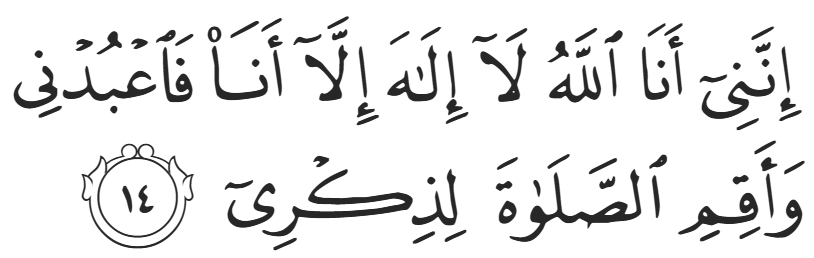 إِنَّنِىٓ أَنَا ٱللَّهُ لَآ إِلَـٰهَ إِلَّآ أَنَا۠ فَٱعۡبُدۡنِى
وَأَقِمِ ٱلصَّلَوٰةَ لِذِكۡرِىٓ ١٤